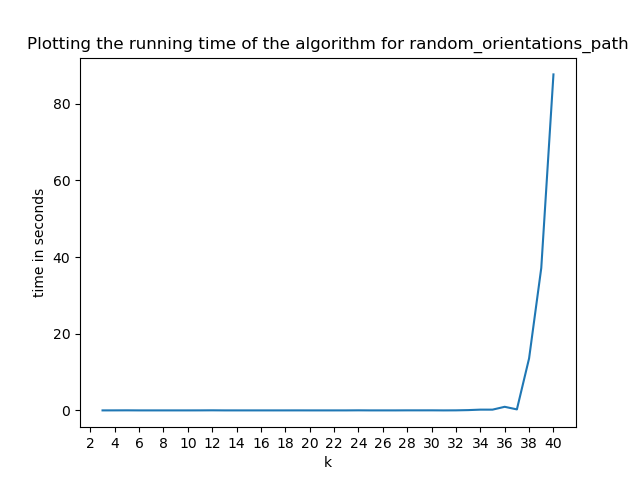 Plotting the running time of the algorithm for random_orientations_path
80
60
40
20
0
time in seconds
2 4 6 8 10 12 14 16 18 20 22 24 26 28 30 32 34 36 38 40
k